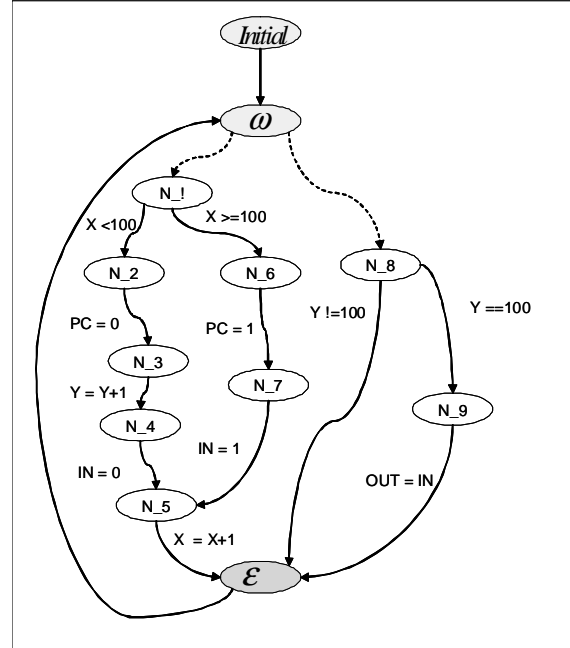 Initial
ω
N_!
X <100
X >=100
N_2
N_6
N_8
PC = 0
PC = 1
Y !=100
Y ==100
N_3
N_7
Y = Y+1
N_4
N_9
IN = 0
IN = 1
OUT = IN
N_5
X = X+1
ε